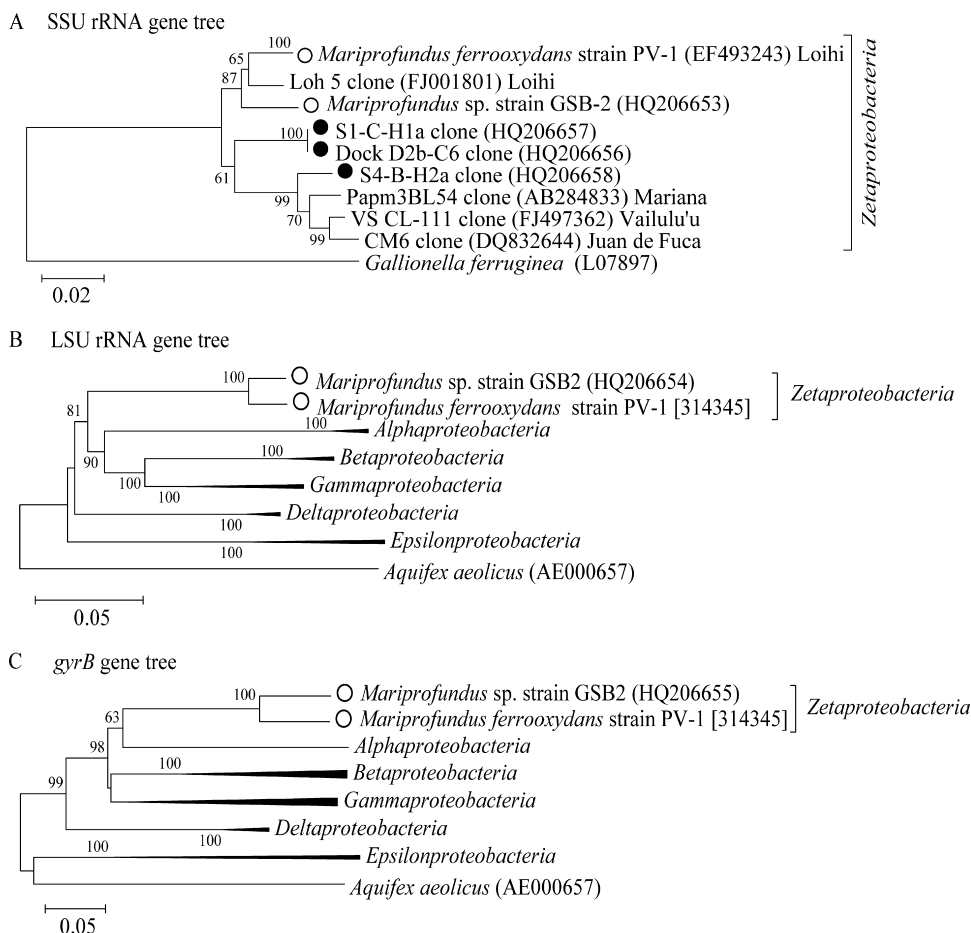 A SSU rRNA gene tree
100
Mariprofundus ferrooxydans strain PV-1 (EF493243) Loihi
65
Loh 5 clone (FJ001801) Loihi
87
Mariprofundus sp. strain GSB-2 (HQ206653)
S1-C-H1a clone (HQ206657)
100
Dock D2b-C6 clone (HQ206656)
S4-B-H2a clone (HQ206658)
61
99
Papm3BL54 clone (AB284833) Mariana
70
VS CL-111 clone (FJ497362) Vailulu'u
99
CM6 clone (DQ832644) Juan de Fuca
Gallionella ferruginea (L07897)
Zetaproteobacteria
0.02
B LSU rRNA gene tree
100
Mariprofundus sp. strain GSB2 (HQ206654)
Mariprofundus ferrooxydans strain PV-1 [314345]
Zetaproteobacteria
81
100
Alphaproteobacteria
90
100
Betaproteobacteria
100
100
Gammaproteobacteria
Deltaproteobacteria
100
Epsilonproteobacteria
100
Aquifex aeolicus (AE000657)
0.05
C gyrB gene tree
100
Mariprofundus sp. strain GSB2 (HQ206655)
Mariprofundus ferrooxydans strain PV-1 [314345]
Zetaproteobacteria
63
98
Alphaproteobacteria
100
Betaproteobacteria
99
Gammaproteobacteria
Deltaproteobacteria
100
100
Epsilonproteobacteria
Aquifex aeolicus (AE000657)
0.05